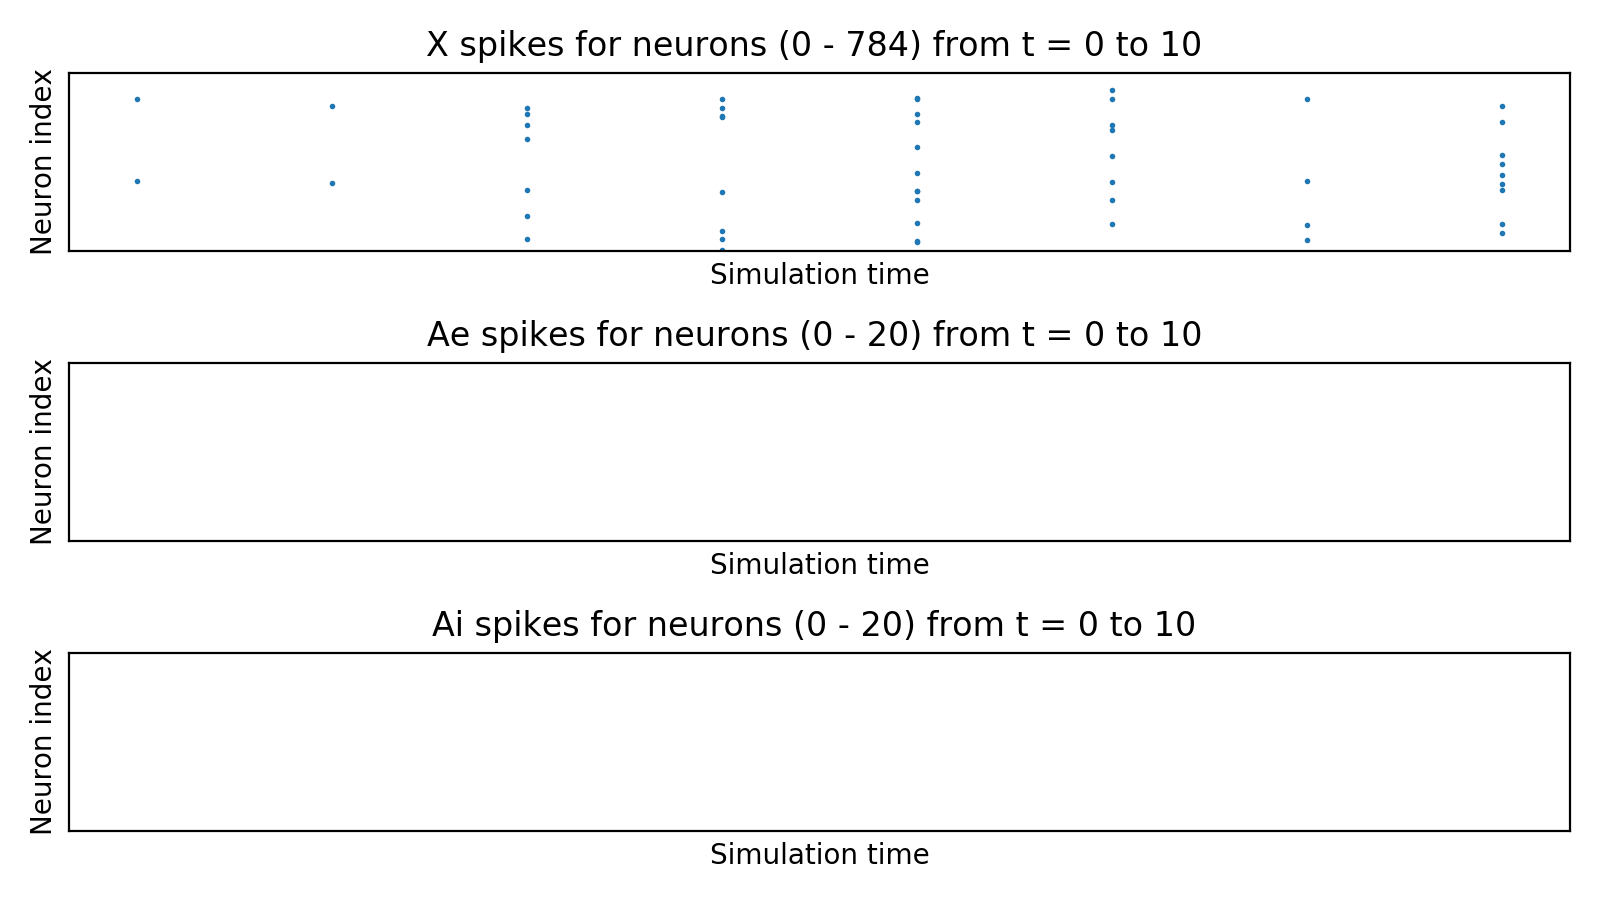 X spikes for neurons (0 - 784) from t = 0 to 10
Neuron index
Simulation time
Ae spikes for neurons (0 - 20) from t = 0 to 10
Neuron index
Simulation time
Ai spikes for neurons (0 - 20) from t = 0 to 10
Neuron index
Simulation time